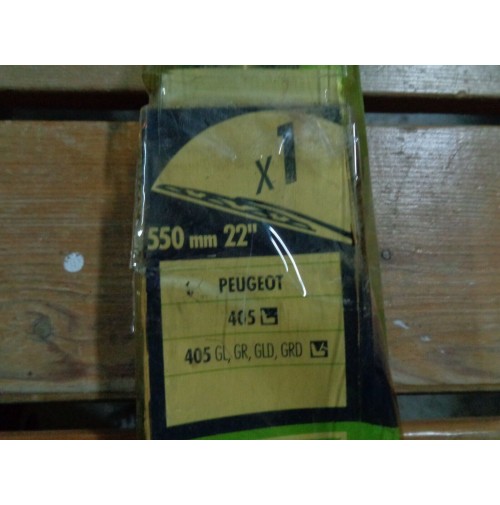 x1
550 mm 22"
PEUGEOT
405
405 GL, GR, GLD, GRD